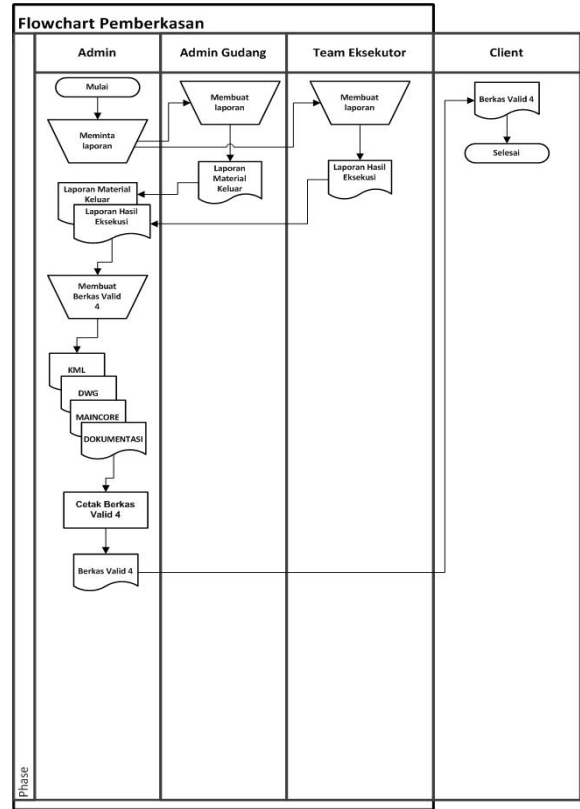 Flowchart Pemberkasan
Admin
Admin Gudang
Team Eksekutor
Client
Mulai
Meminta
laporan
Membuat
laporan
Membuat
laporan
Berkas Valid 4
Selesai
Laporan
Material
Keluar
Laporan Hasil
Eksekusi
Laporan Material
Keluar
Laporan Hasil
Eksekusi
Membuat
Berkas Valid
4
KML
DWG
MAINCORE
DOKUMENTASI
Cetak Berkas
Valid 4
Berkas Valid 4
Phase